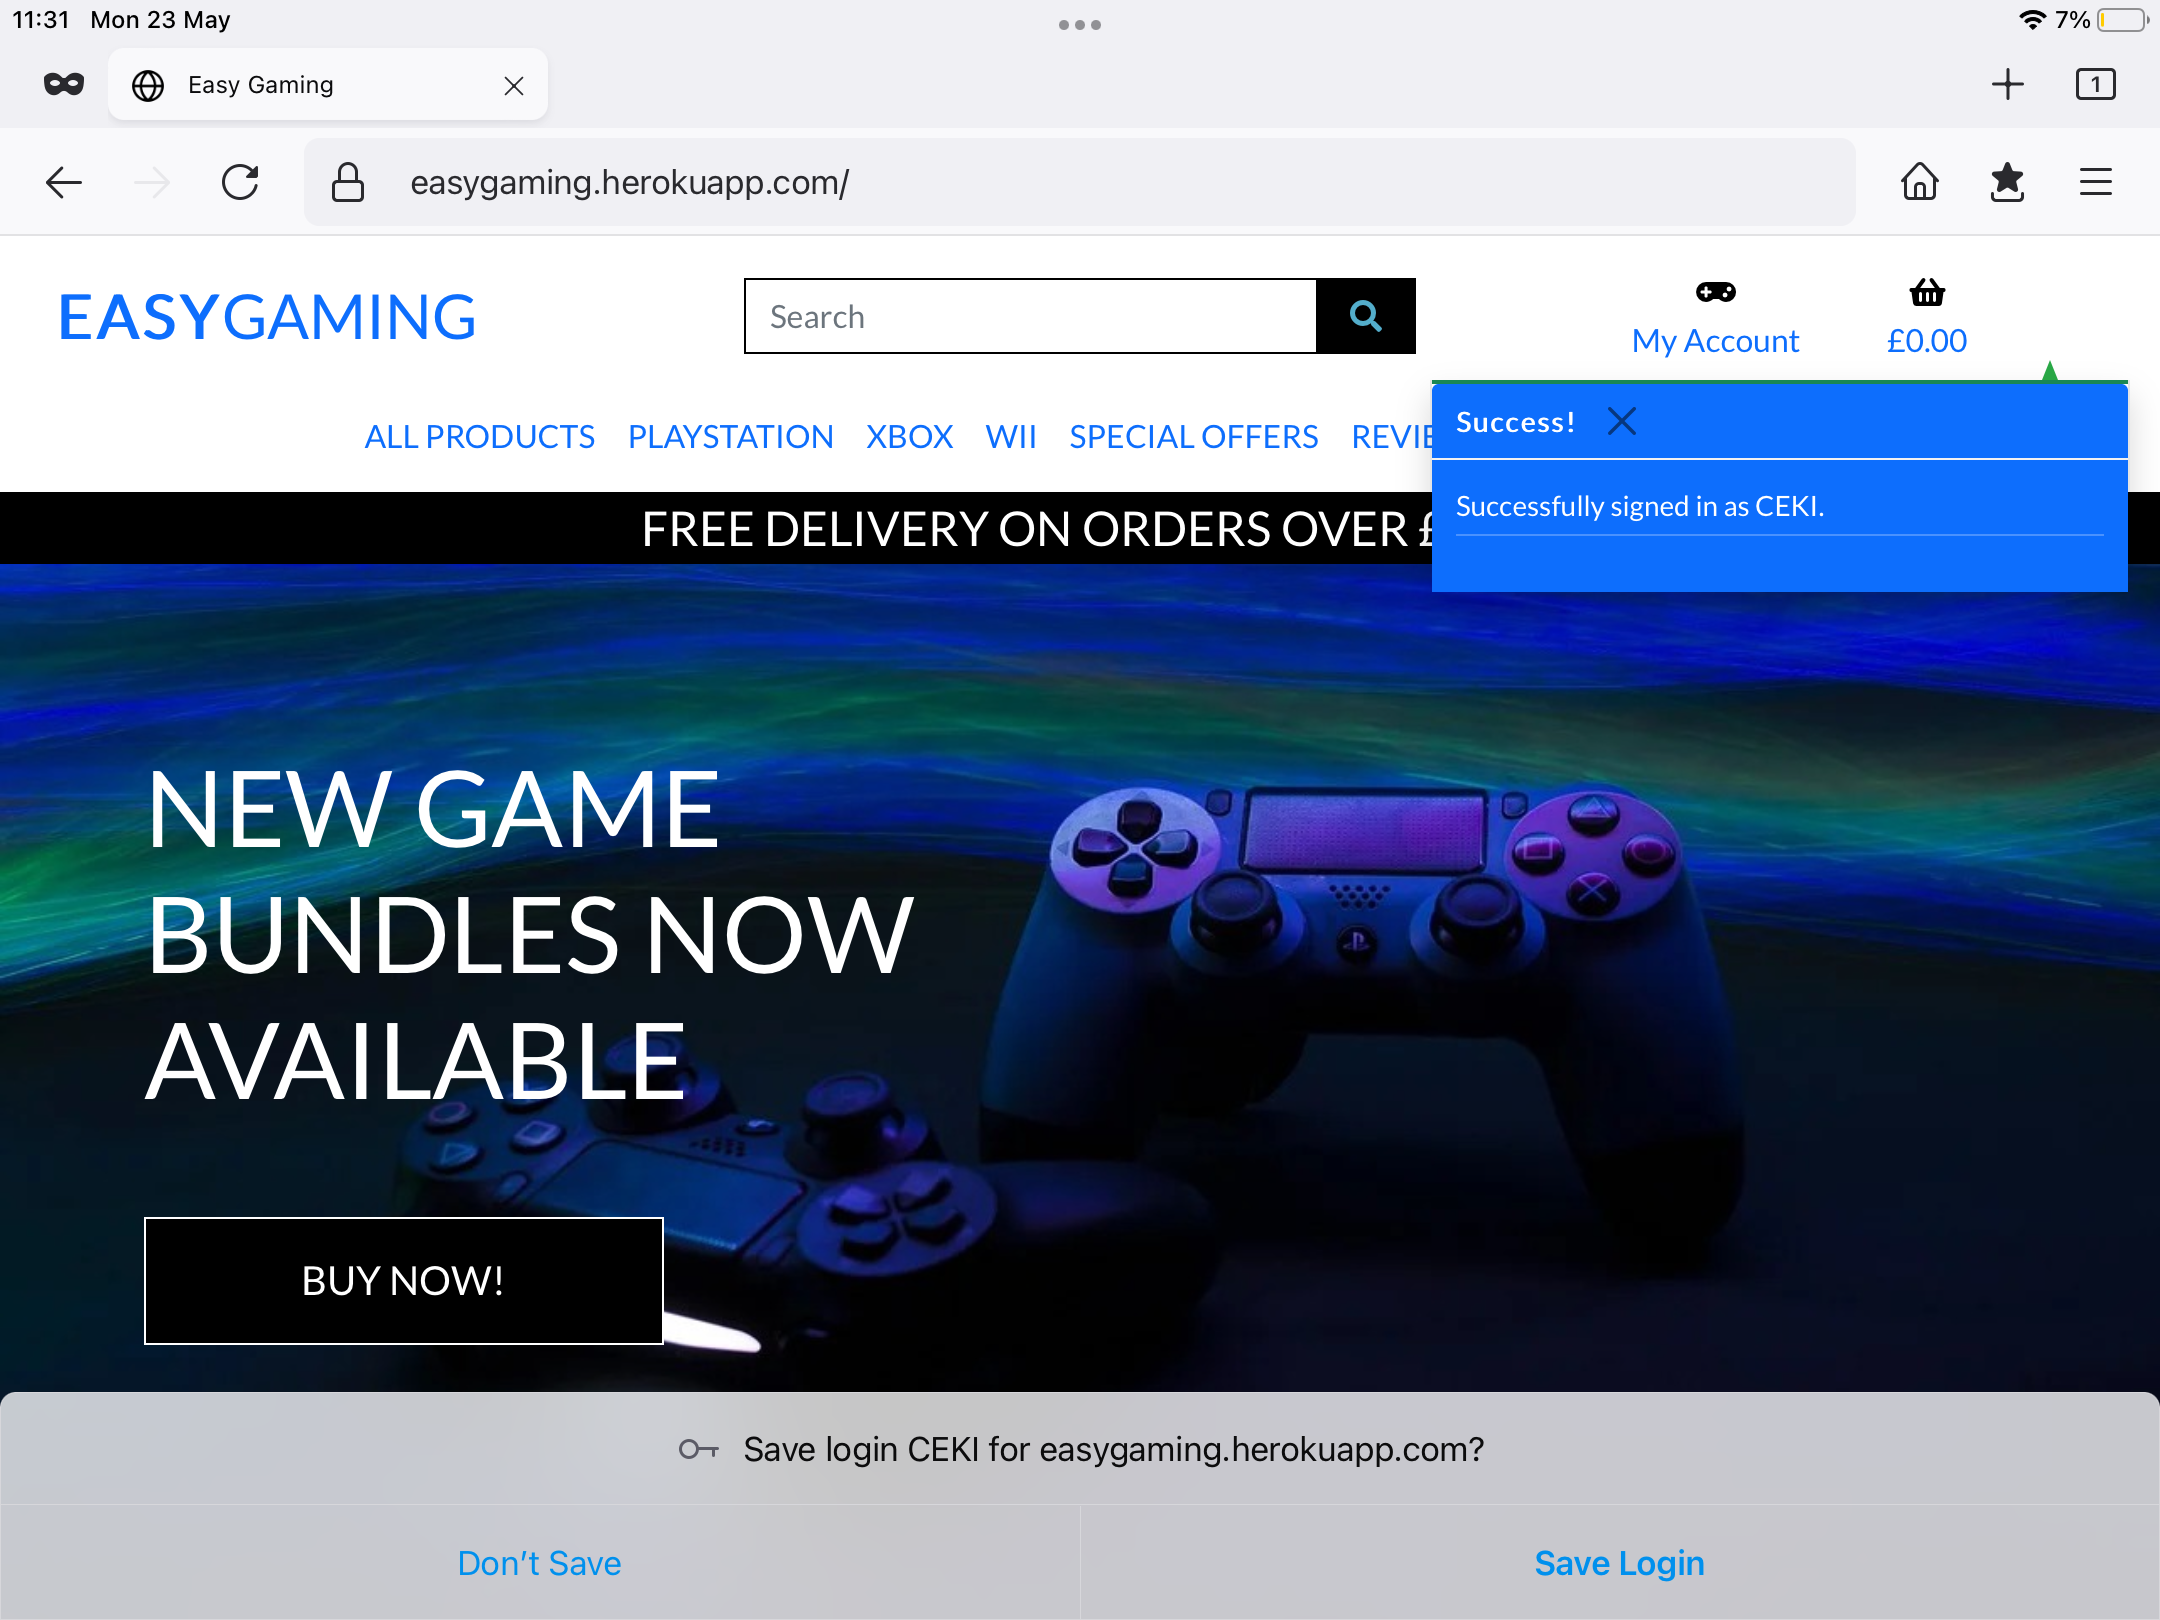 11:31 Mon 23 May
7%
Easy Gaming
1
easygaming.herokuapp.com/
EASYGAMING
Search
My Account
£0.00
ALL PRODUCTS PLAYSTATION XBOX WII SPECIAL OFFERS
Success!
Successfully signed in as CEKI.
FREE DELIVERY ON ORDERS OVER
NEW GAME
BUNDLES NOW
AVAILABLE
BUY NOW!
Save login CEKI for easygaming.herokuapp.com?
Don't Save
Save Login